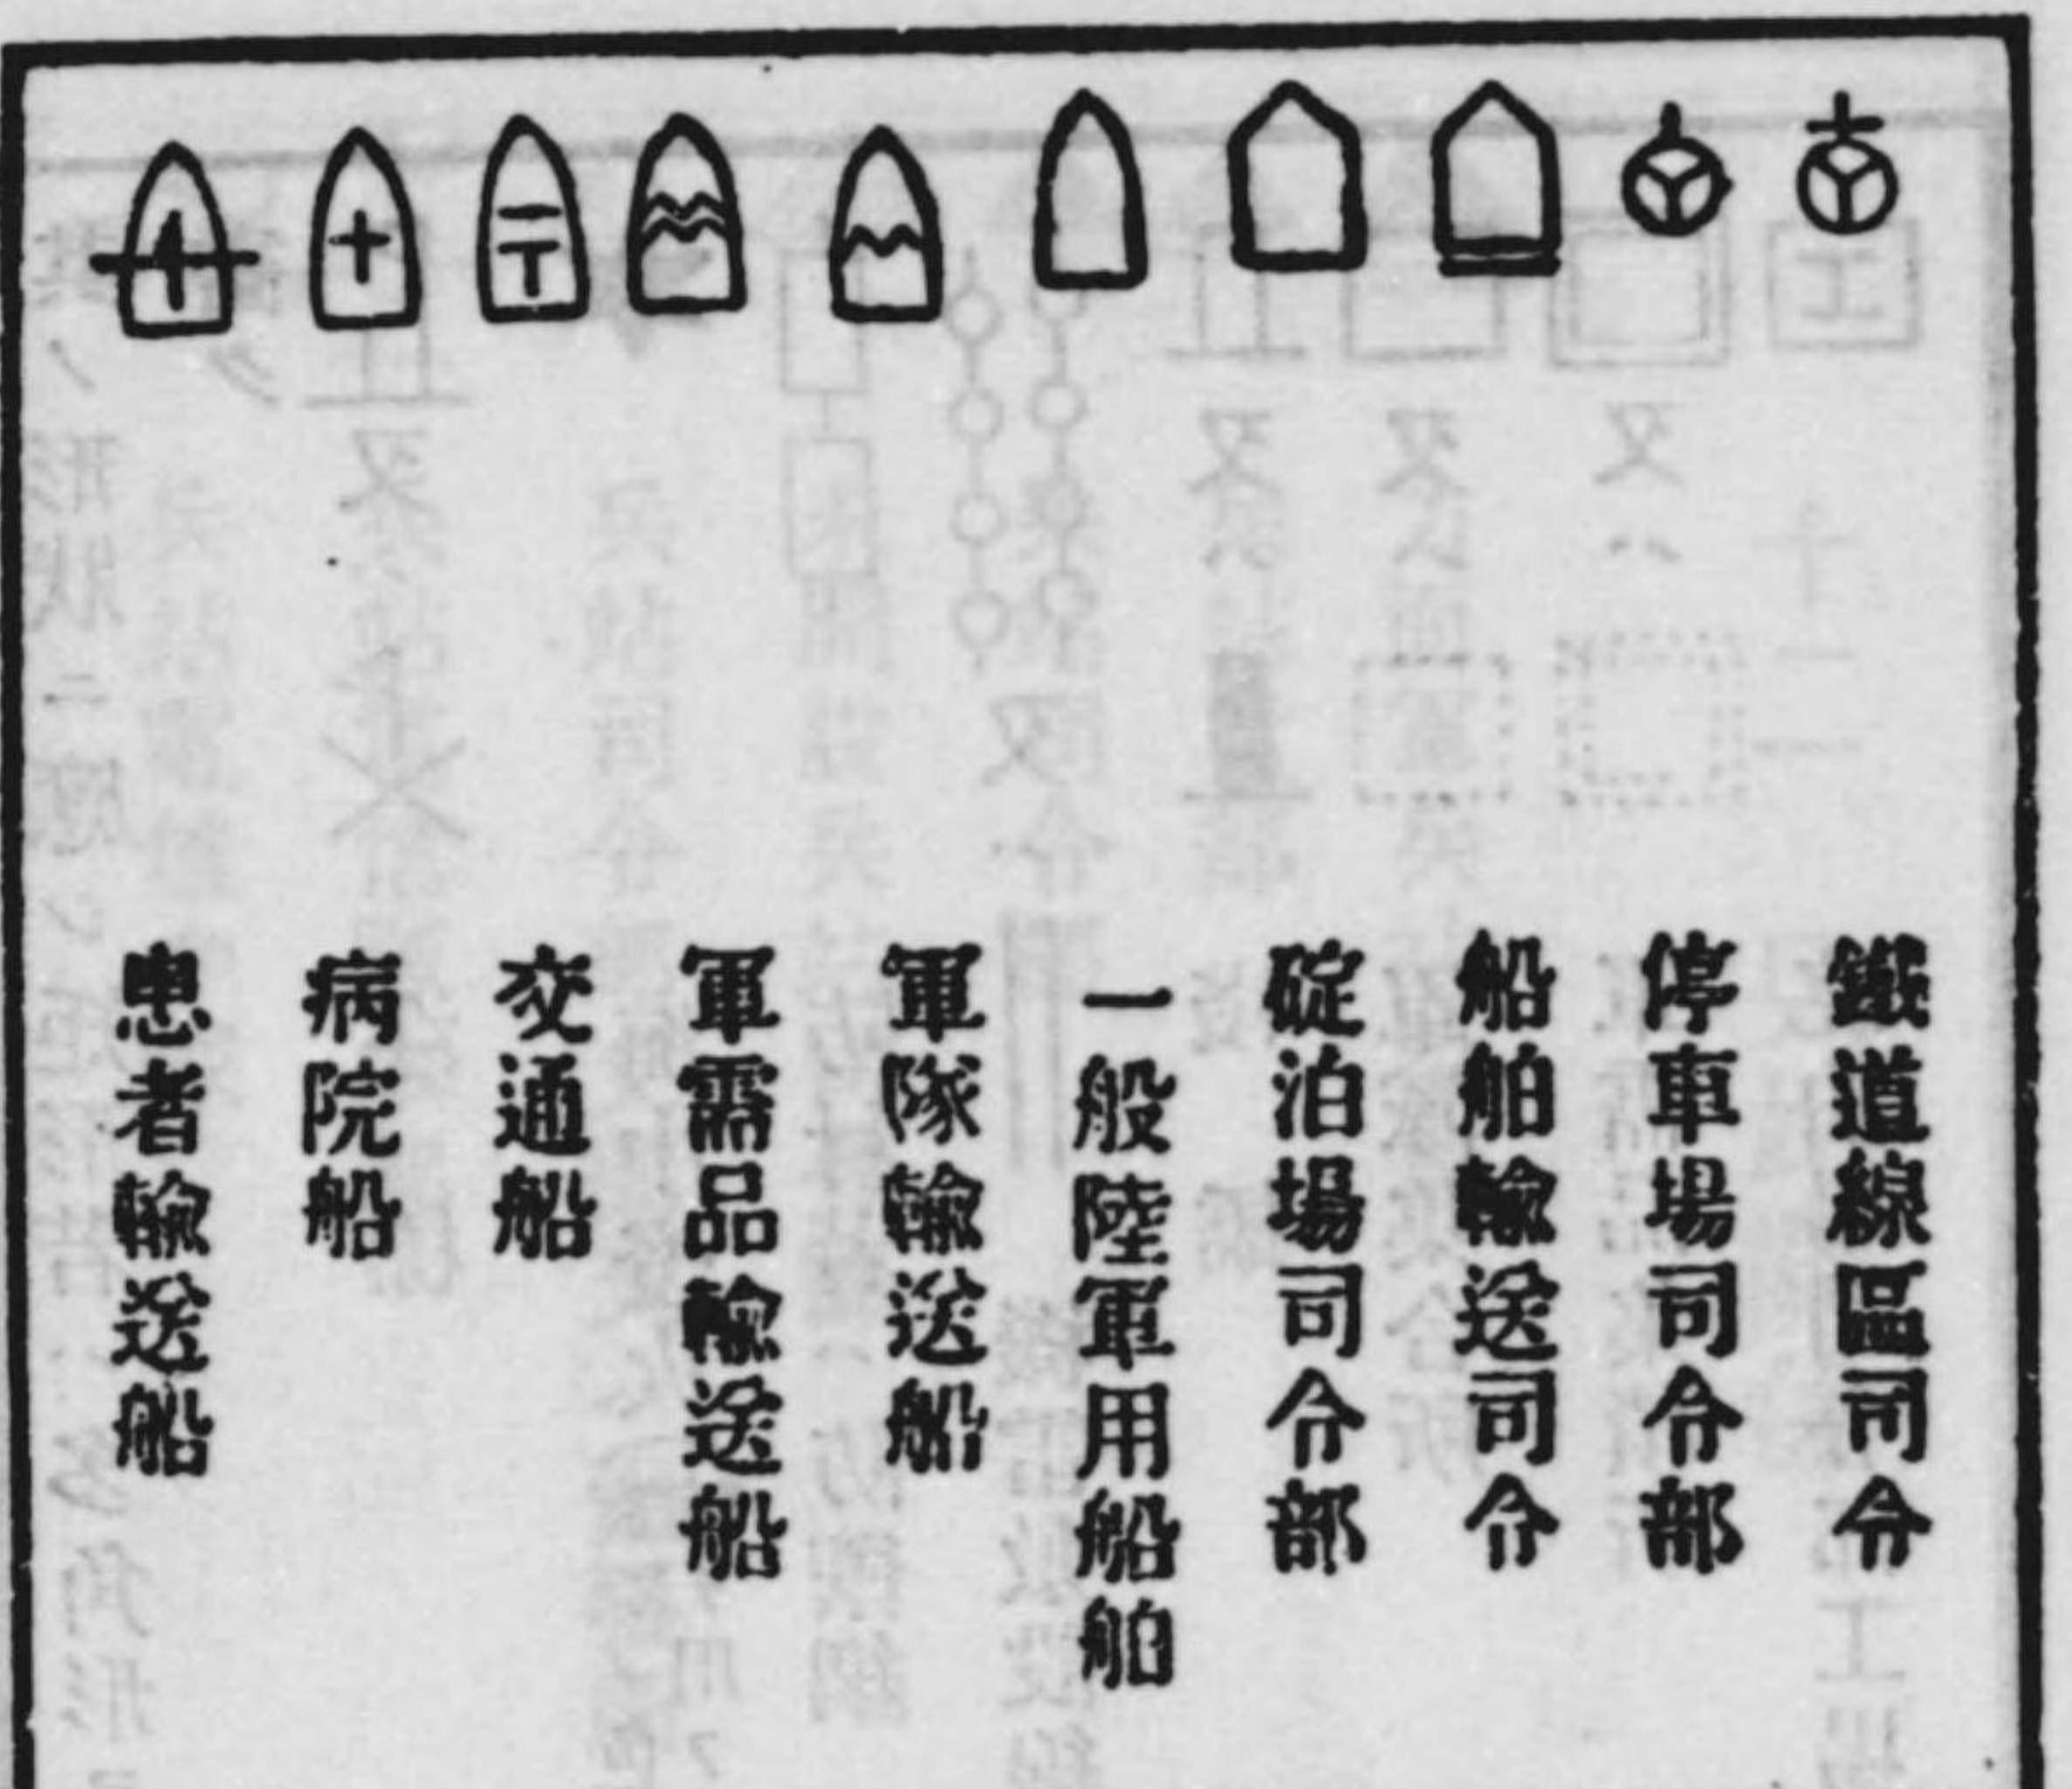 鐵道線區司令
停車場司令部
船舶輸送司令
碇泊場司令部
一般陸軍用船舶
軍隊輸送船
軍需品輸送船
交通船
病院船
患者輸送船